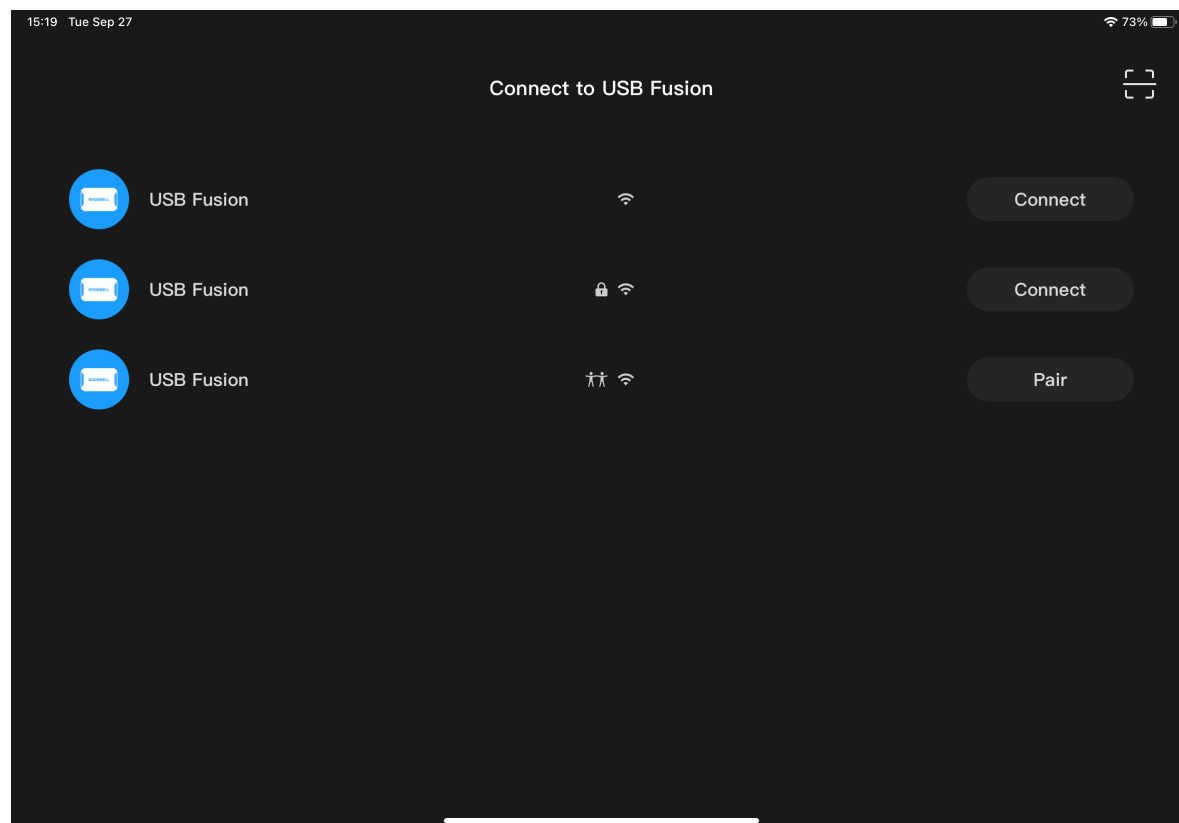 15:19 Tue Sep 27
73%
Connect to USB Fusion
USB Fusion
Connect
USB Fusion
Connect
USB Fusion
Pair